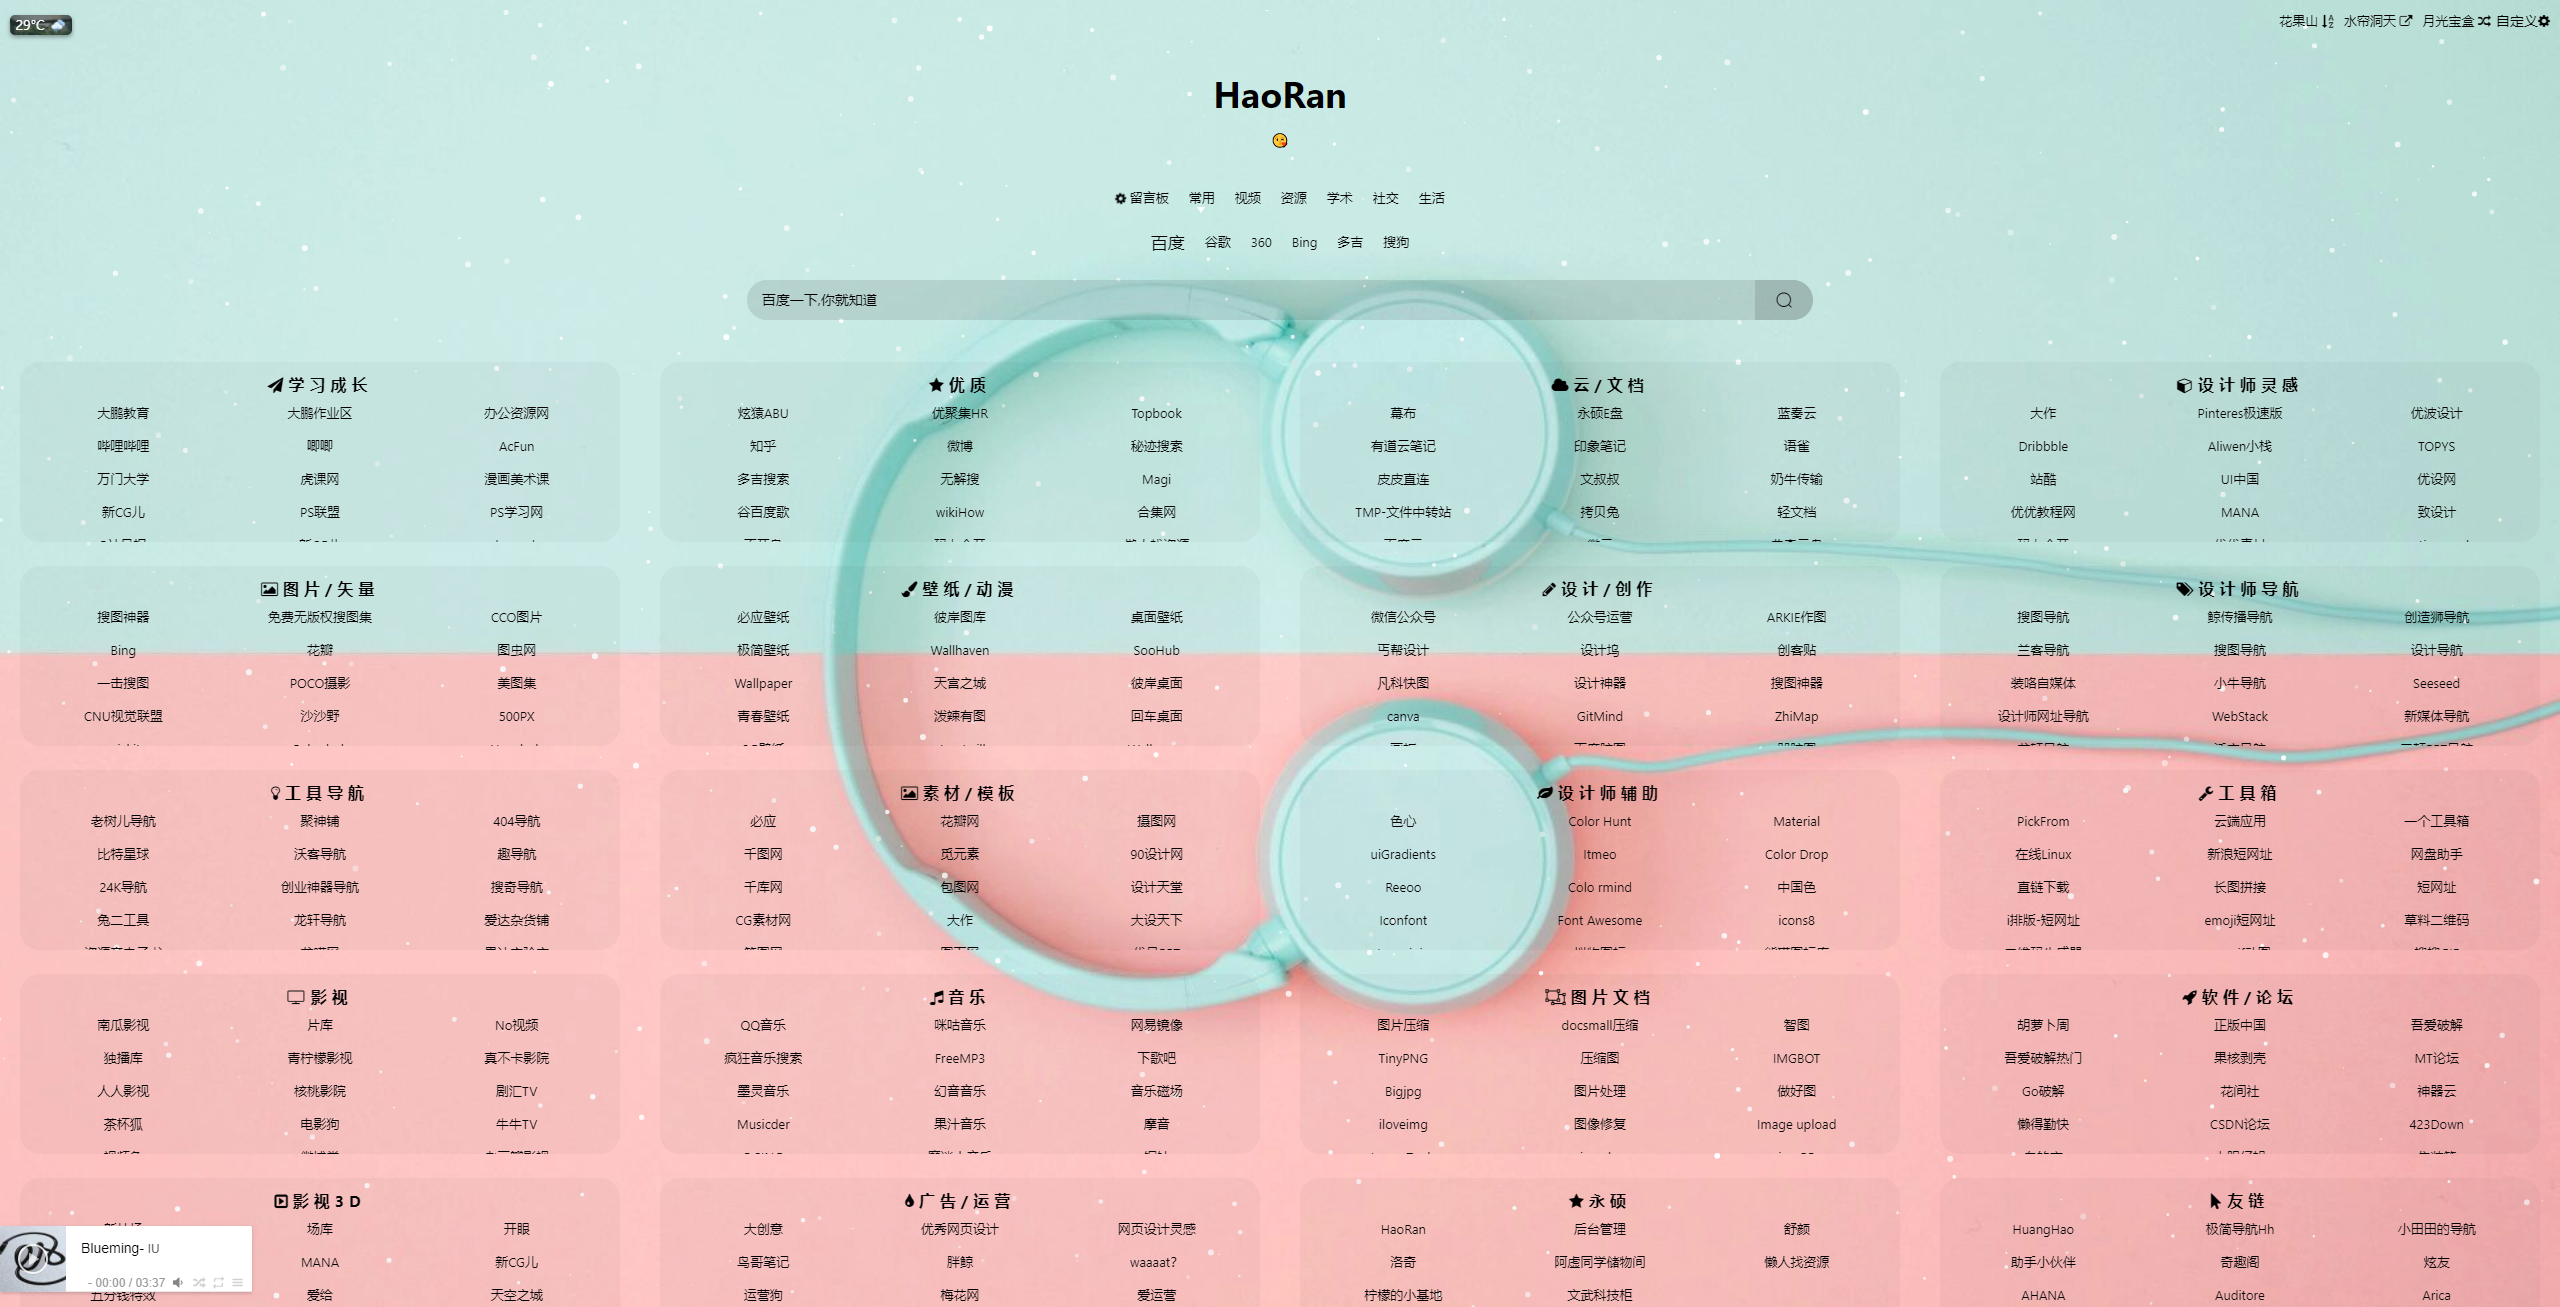 29°C
花果山 水帘洞天 月光宝盒 自定义
HaoRan
留言板 常用 视频 资源 学术 社交 生活
百度 谷歌 360 Bing 多吉 搜狗
百度一下,你就知道
学习成长
大鹏教育 大鹏作业区 办公资源网
哔哩哔哩 唧唧 AcFun
万门大学 虎课网 漫画美术课
新CG儿 PS联盟 PS学习网
优质
炫猿ABU 优聚集HR Topbook
知乎 微博 秘迹搜索
多吉搜索 无解搜 Magi
谷百度歌 wikiHow 合集网
云/文档
幕布 永硕E盘 蓝奏云
有道云笔记 印象笔记 语雀
皮皮直连 文叔叔 奶牛传输
TMP-文件中转站 拷贝兔 轻文档
设计师灵感
大作 Pinteres极速版 优波设计
Dribbble Aliwen小栈 TOPYS
站酷 UI中国 优设网
优优教程网 MANA 致设计
图片/矢量
搜图神器 免费无版权搜图集 CCO图片
Bing 花瓣 图虫网
一击搜图 POCO摄影 美图集
CNU视觉联盟 沙沙野 500PX
壁纸/动漫
必应壁纸 彼岸图库 桌面壁纸
极简壁纸 Wallhaven SooHub
Wallpaper 天宫之城 彼岸桌面
青春壁纸 泼辣有图 回车桌面
设计/创作
微信公众号 公众号运营 ARKIE作图
丐帮设计 设计坞 创客贴
凡科快图 设计神器 搜图神器
canva GitMind ZhiMap
设计师导航
搜图导航 鲸传播导航 创造狮导航
兰客导航 搜图导航 设计导航
装咯自媒体 小牛导航 Seeseed
设计师网址导航 WebStack 新媒体导航
工具导航
老树儿导航 聚神铺 404导航
比特星球 沃客导航 趣导航
24K导航 创业神器导航 搜奇导航
兔二工具 龙轩导航 爱达杂货铺
素材/模板
必应 花瓣网 摄图网
千图网 觅元素 90设计网
千库网 包图网 设计天堂
CG素材网 大作 大设天下
设计师辅助
色心 Color Hunt Material
uiGradients Itmeo Color Drop
Reeoo Colo rmind 中国色
Iconfont Font Awesome icons8
工具箱
PickFrom 云端应用 一个工具箱
在线Linux 新浪短网址 网盘助手
直链下载 长图拼接 短网址
i排版-短网址 emoji短网址 草料二维码
影视
南瓜影视 片库 No视频
独播库 青柠檬影视 真不卡影院
人人影视 核桃影院 剧汇TV
茶杯狐 电影狗 牛牛TV
音乐
QQ音乐 咪咕音乐 网易镜像
疯狂音乐搜索 FreeMP3 下歌吧
墨灵音乐 幻音音乐 音乐磁场
Musicder 果汁音乐 摩音
图片文档
图片压缩 docsmall压缩 智图
TinyPNG 压缩图 IMGBOT
Bigjpg 图片处理 做好图
iloveimg 图像修复 Image upload
软件/论坛
胡萝卜周 正版中国 吾爱破解
吾爱破解热门 果核剥壳 MT论坛
Go破解 花间社 神器云
懒得勤快 CSDN论坛 423Down
影视3D
场库 开眼
MANA 新CG儿
爱给 天空之城
广告/运营
大创意 优秀网页设计 网页设计灵感
鸟哥笔记 胖鲸 waaaat?
运营狗 梅花网 爱运营
永硕
HaoRan 后台管理 舒颜
洛奇 阿虚同学储物间 懒人找资源
柠檬的小基地 文武科技柜
友链
HuangHao 极简导航Hh 小田田的导航
助手小伙伴 奇趣阁 炫友
AHANA Auditore Arica
Blueming- IU
- 00:00 / 03:37